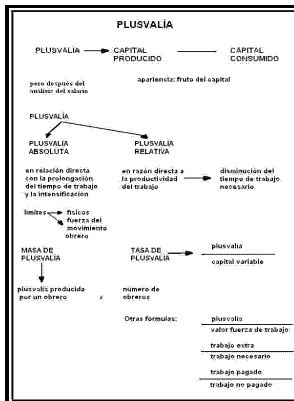 PLUSVALÍA
PLUSVALÍA CAPITAL PRODUCIDO CAPITAL CONSUMIDO
pero después del análisis del salario
apariencia: fruto del capital
PLUSVALÍA
PLUSVALÍA ABSOLUTA
PLUSVALÍA RELATIVA
en relación directa
con la prolongación
del tiempo de trabajo
y la intensificación
en razón directa a
la productividad
del trabajo
disminución del
tiempo de trabajo
necesario
límites físicos
fuerza del
movimiento
obrero
MASA DE
PLUSVALÍA
TASA DE
PLUSVALÍA
plusvalía
capital variable
plusvalía producida
por un obrero
x
número de
obreros
Otras fórmulas:
plusvalía
valor fuerza de trabajo
trabajo extra
trabajo necesario
trabajo pagado
trabajo no pagado